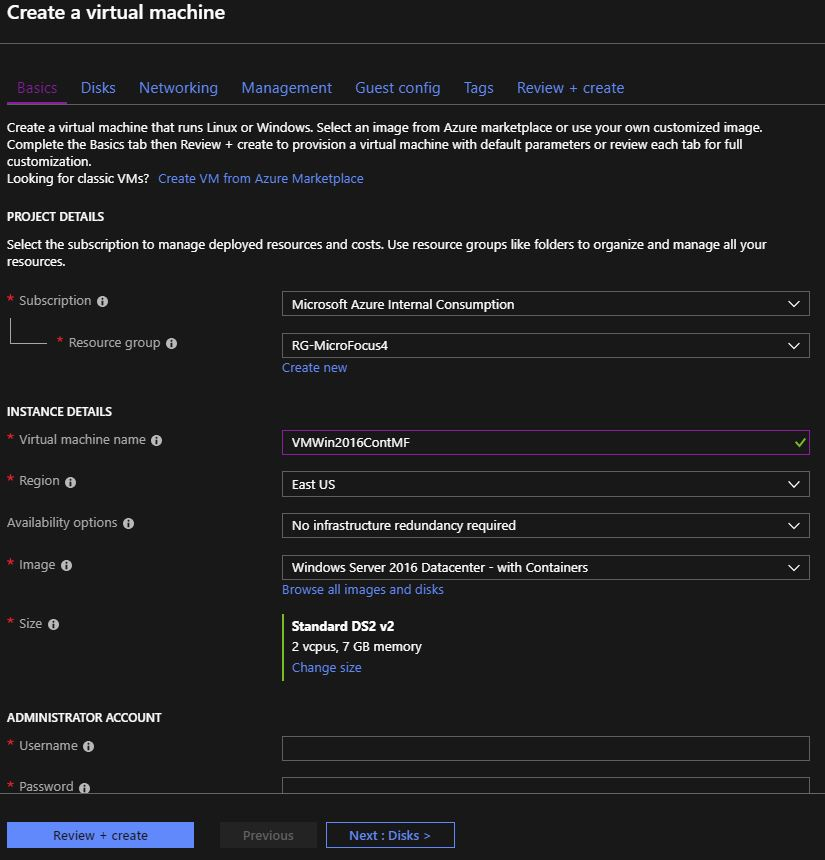 Create a virtual machine
Basics Disks Networking Management Guest config Tags Review + create
Create a virtual machine that runs Linux or Windows. Select an image from Azure marketplace or use your own customized image.
Complete the Basics tab then Review + create to provision a virtual machine with default parameters or review each tab for full
customization.
Looking for classic VMs? Create VM from Azure Marketplace
PROJECT DETAILS
Select the subscription to manage deployed resources and costs. Use resource groups like folders to organize and manage all your
resources.
* Subscription Microsoft Azure Internal Consumption
* Resource group RG-MicroFocus4
Create new
INSTANCE DETAILS
* Virtual machine name VMWin2016ContMF
* Region East US
Availability options No infrastructure redundancy required
* Image Windows Server 2016 Datacenter - with Containers
Browse all images and disks
* Size Standard DS2 v2
2 vcpus, 7 GB memory
Change size
ADMINISTRATOR ACCOUNT
* Username
* Password
Review + create Previous Next : Disks >